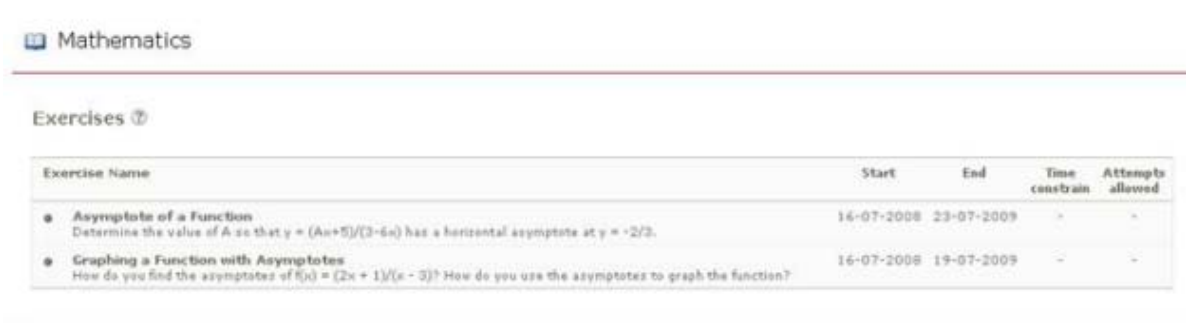 Mathematics
Exercises ?
Exercise Name Start End Time constrain Attempts allowed
Asymptote of a Function 16-07-2008 23-07-2009 - -
Determine the value of A so that y = (Ax+5)/(3-6x) has a horizontal asymptote at y = -2/3.
Graphing a Function with Asymptotes 16-07-2008 19-07-2009 - -
How do you find the asymptotes of f(x) = (2x + 1)/(x - 3)? How do you use the asymptotes to graph the function?